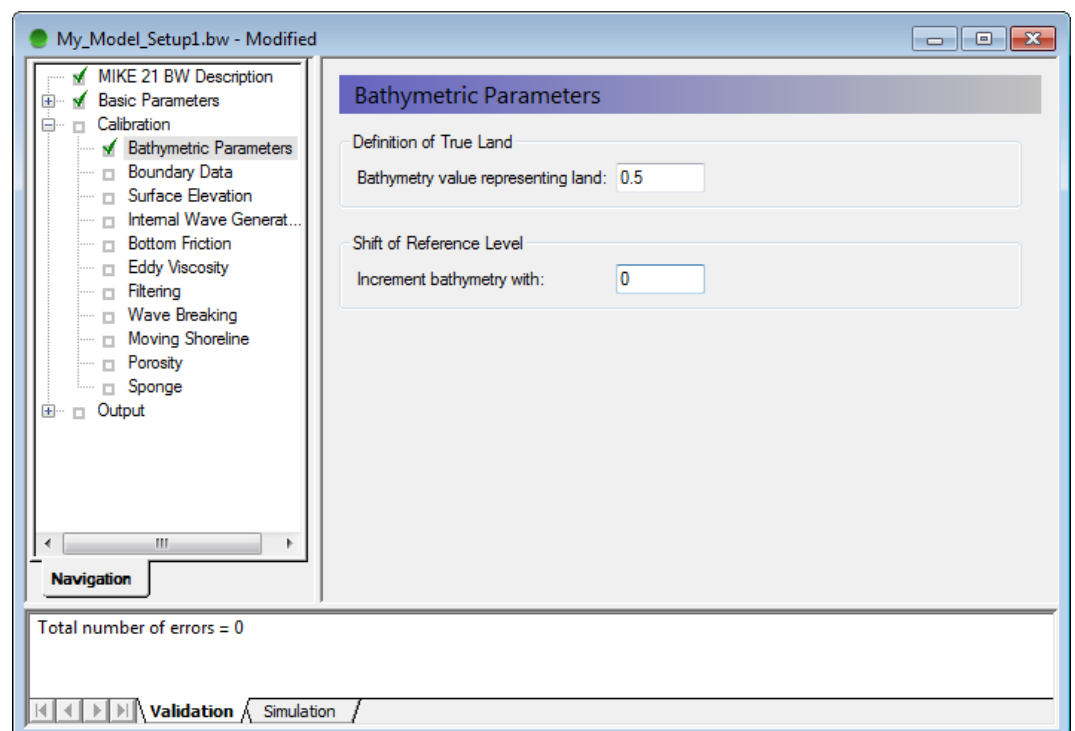 My_Model_Setup1.bw - Modified
MIKE 21 BW Description
Basic Parameters
Calibration
Bathymetric Parameters
Boundary Data
Surface Elevation
Internal Wave Generat...
Bottom Friction
Eddy Viscosity
Filtering
Wave Breaking
Moving Shoreline
Porosity
Sponge
Output
Navigation
Bathymetric Parameters
Definition of True Land
Bathymetry value representing land: 0.5
Shift of Reference Level
Increment bathymetry with: 0
Total number of errors = 0
Validation Simulation